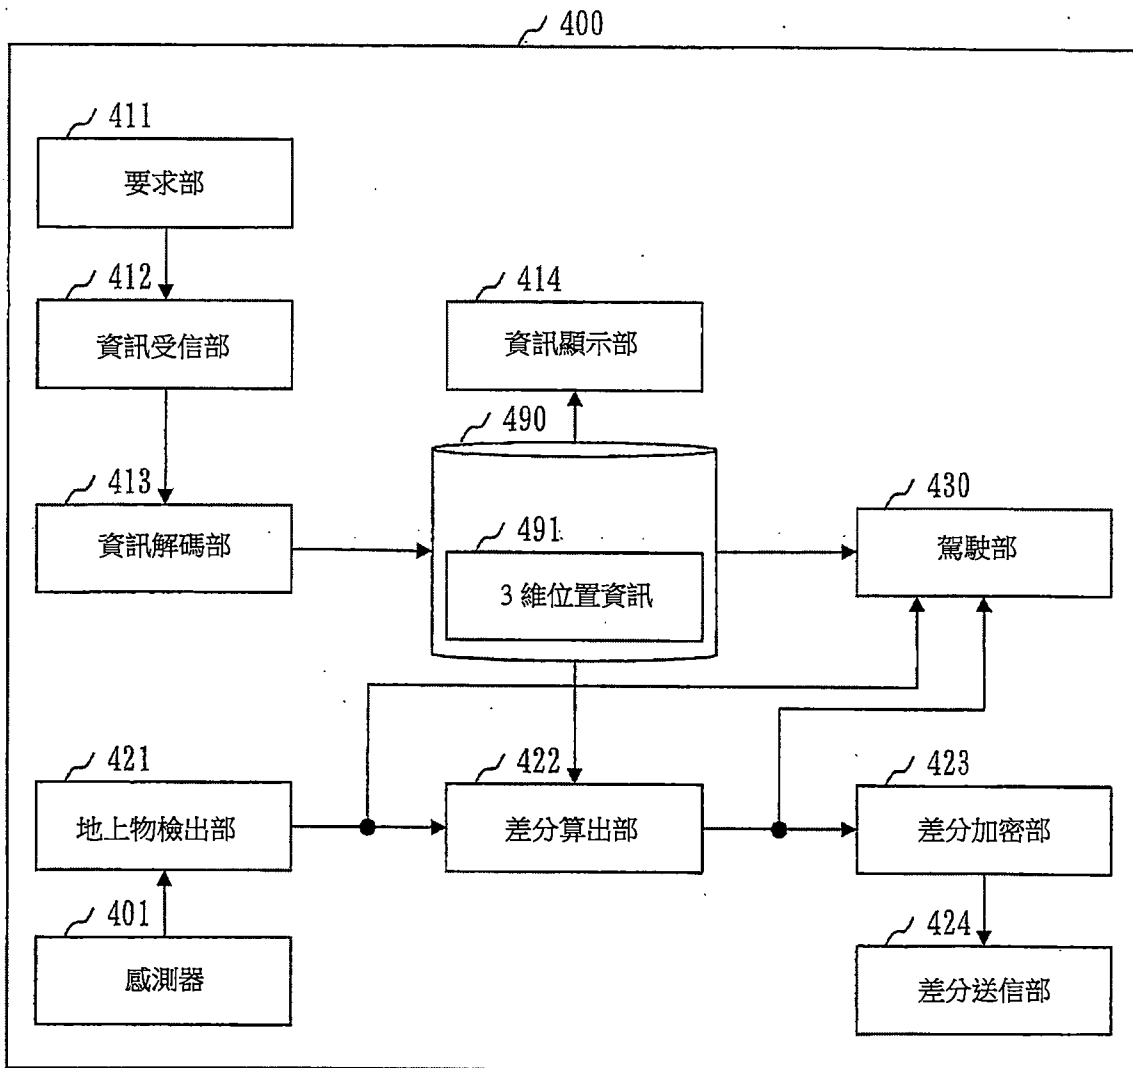 400
411
要求部
412
資訊受信部
414
資訊顯示部
413
資訊解碼部
490
491
3維位置資訊
430
駕駛部
421
地上物檢出部
422
差分算出部
423
差分加密部
401
感測器
424
差分送信部